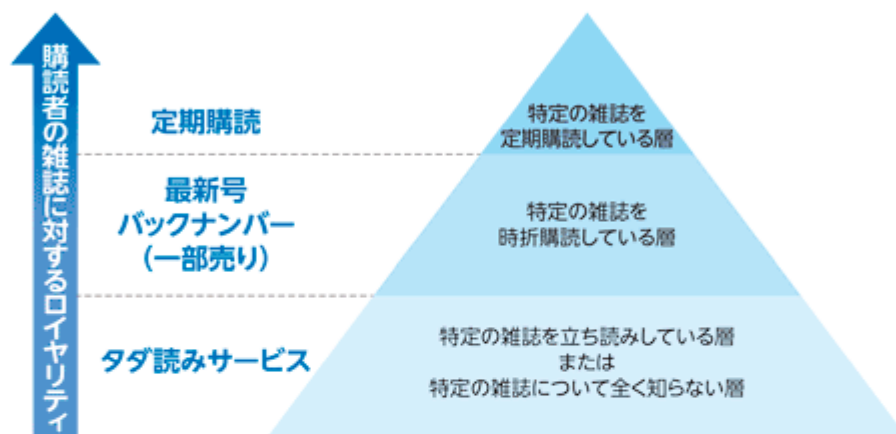 購読者の雑誌に対するロイヤリティ
定期購読
特定の雑誌を
定期購読している層
最新号
バックナンバー
（一部売り）
特定の雑誌を
時折購読している層
タダ読みサービス
特定の雑誌を立ち読みしている層
または
特定の雑誌について全く知らない層